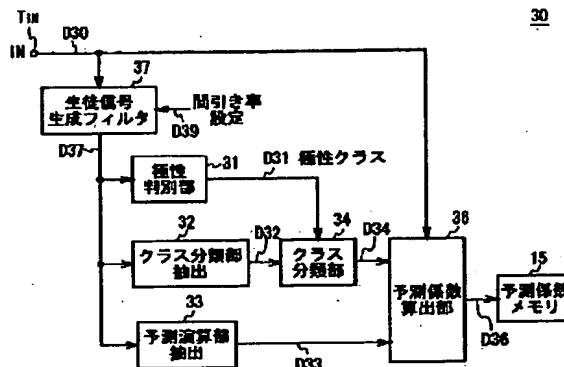 30
TIN
IN
D30
37
生徒信号
生成フィルタ
間引き率
設定
D39
D37
31
極性
判別部
D31 極性クラス
32
クラス分類部
抽出
D32
34
クラス
分類部
D34
36
予測係数
算出部
15
予測係数
メモリ
D36
33
予測演算部
抽出
D33